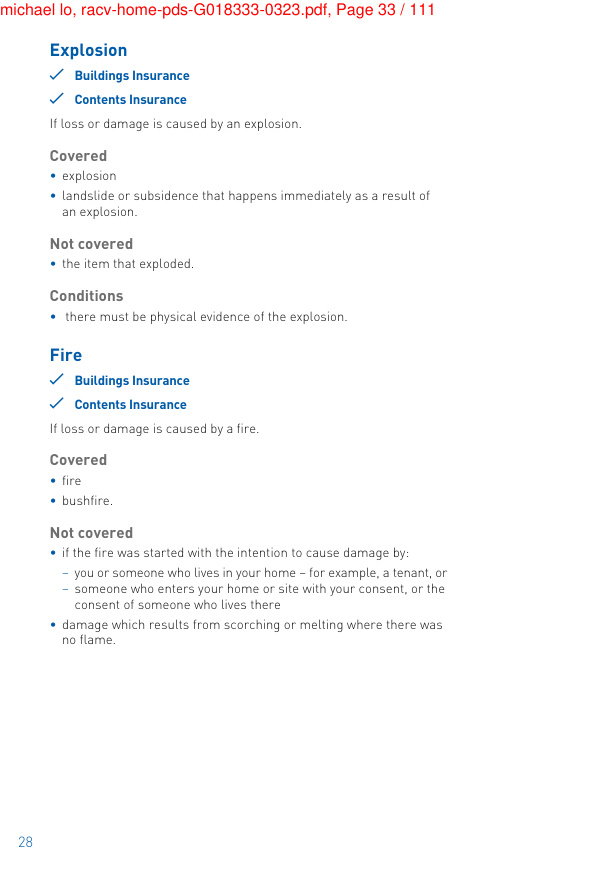 michael lo, racv-home-pds-G018333-0323.pdf, Page 33 / 111
Explosion
✓ Buildings Insurance
✓ Contents Insurance
If loss or damage is caused by an explosion.
Covered
• explosion
• landslide or subsidence that happens immediately as a result of
an explosion.
Not covered
• the item that exploded.
Conditions
• there must be physical evidence of the explosion.
Fire
✓ Buildings Insurance
✓ Contents Insurance
If loss or damage is caused by a fire.
Covered
• fire
• bushfire.
Not covered
• if the fire was started with the intention to cause damage by:
– you or someone who lives in your home – for example, a tenant, or
– someone who enters your home or site with your consent, or the
consent of someone who lives there
• damage which results from scorching or melting where there was
no flame.
28